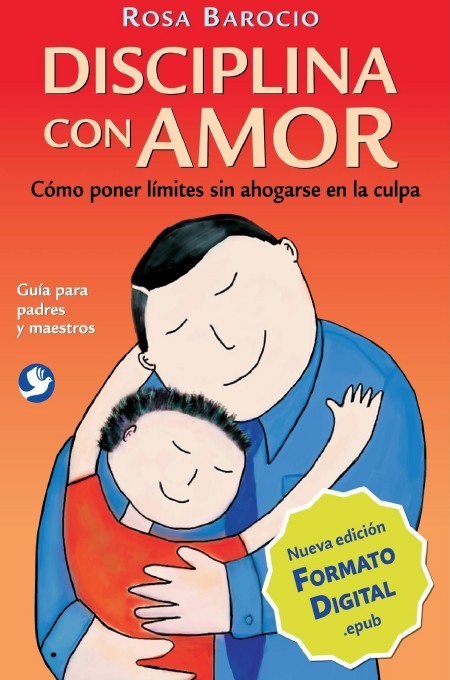 ROSA BAROCIO
DISCIPLINA
CON AMOR
Cómo poner límites sin ahogarse en la culpa
Guía para
padres
y maestros
Nueva edición
FORMATO
DIGITAL
.epub